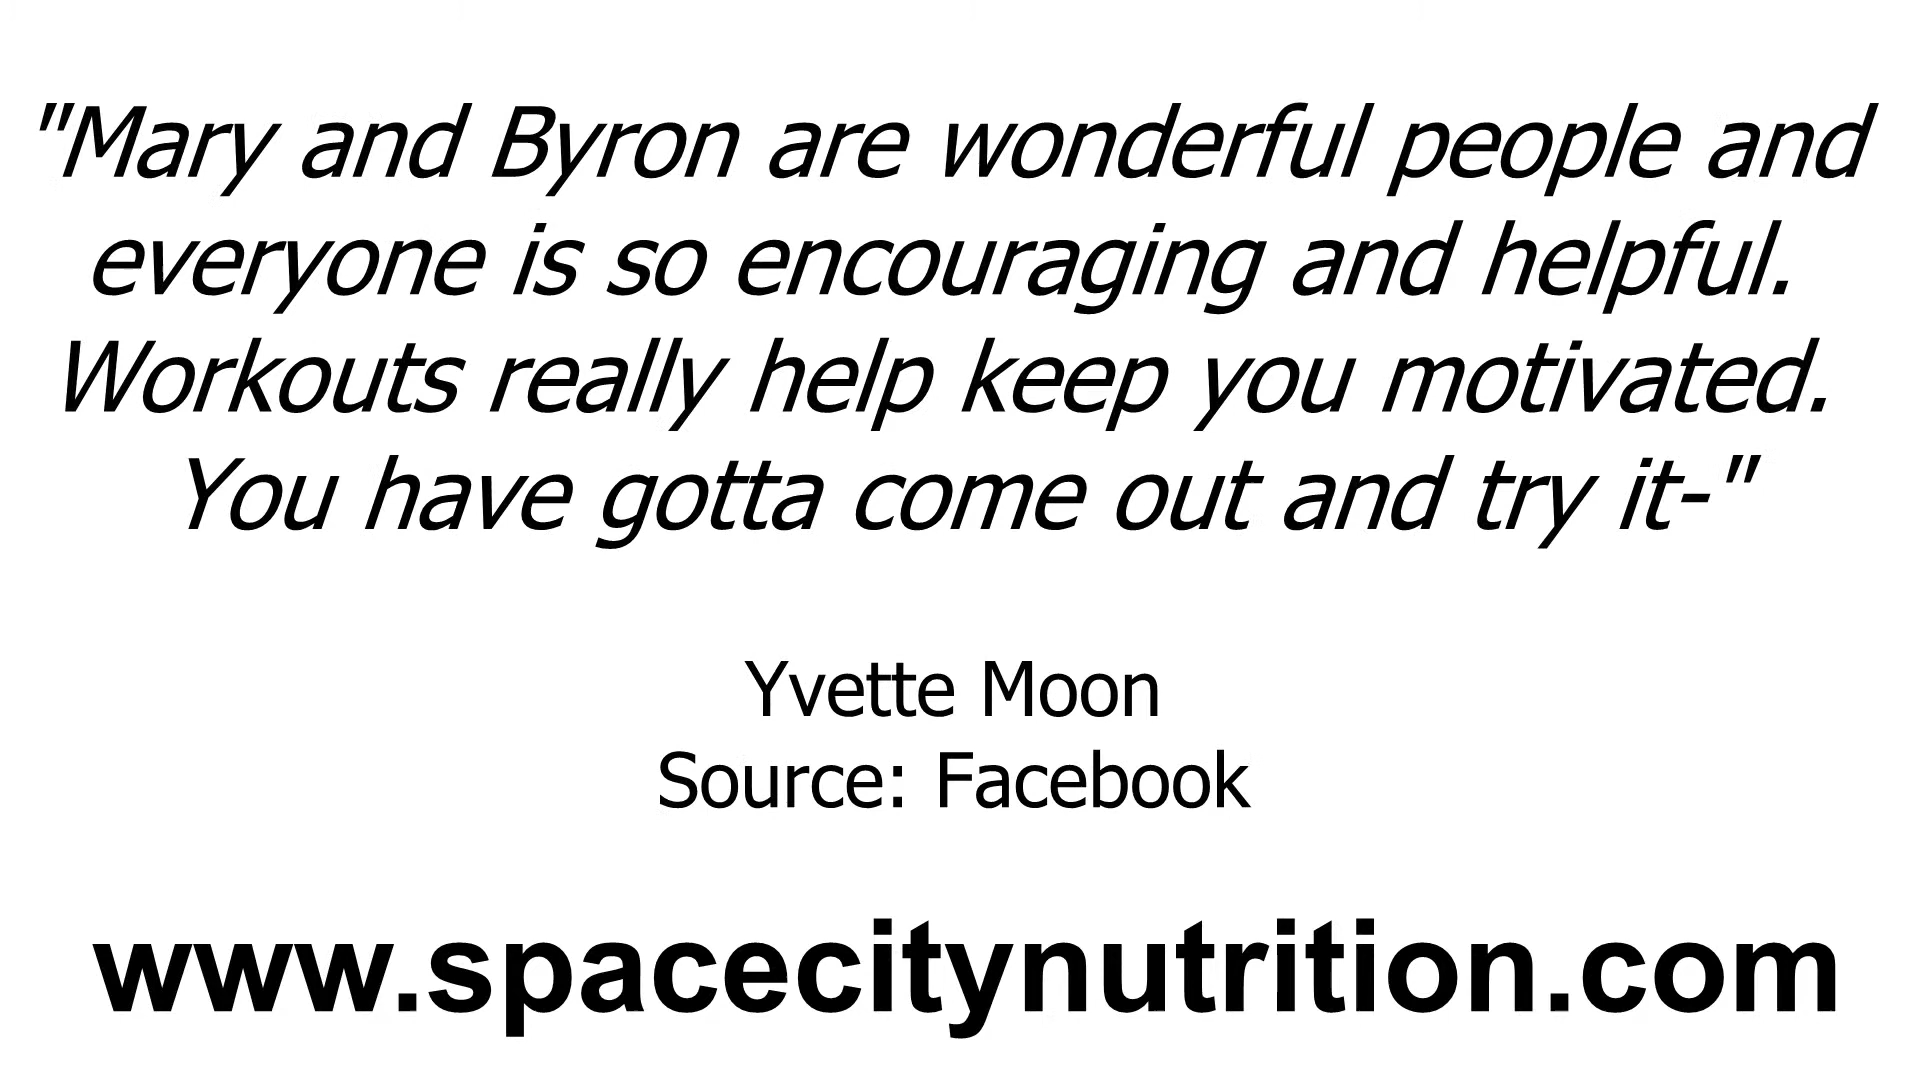 "Mary and Byron are wonderful people and
everyone is so encouraging and helpful.
Workouts really help keep you motivated.
You have gotta come out and try it-"
Yvette Moon
Source: Facebook
www.spacecitynutrition.com